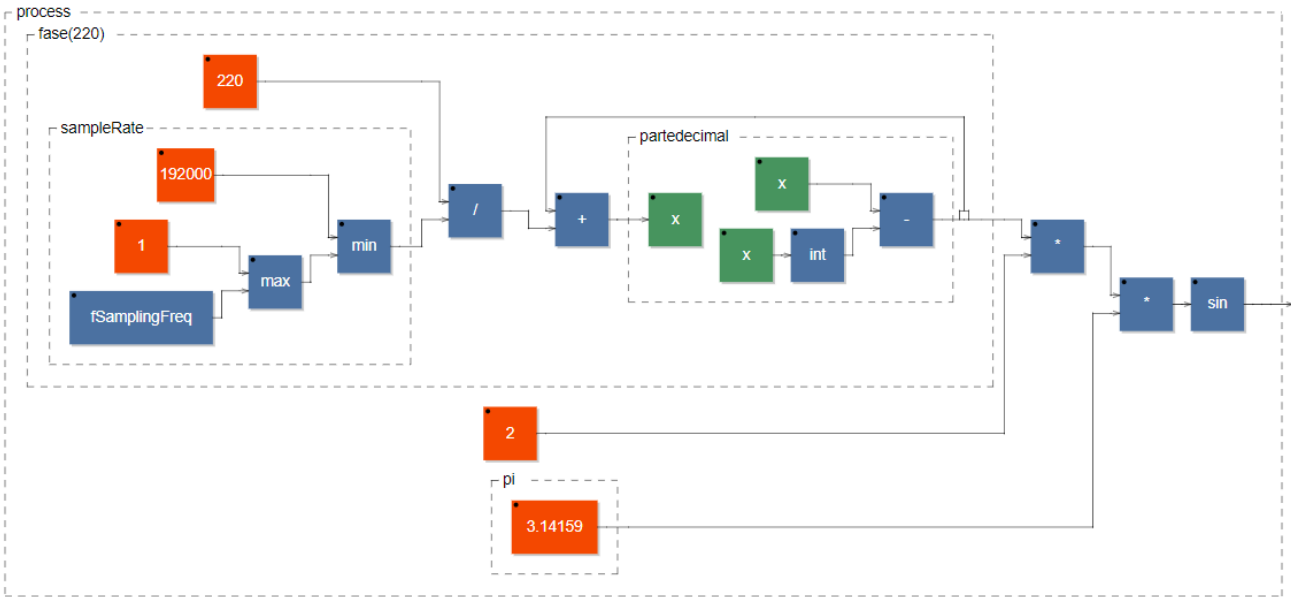 process
fase(220)
220
sampleRate
partedecimal
192000
x
/
+
x
-
1
min
*
x
int
max
fSamplingFreq
*
sin
2
pi
3.14159